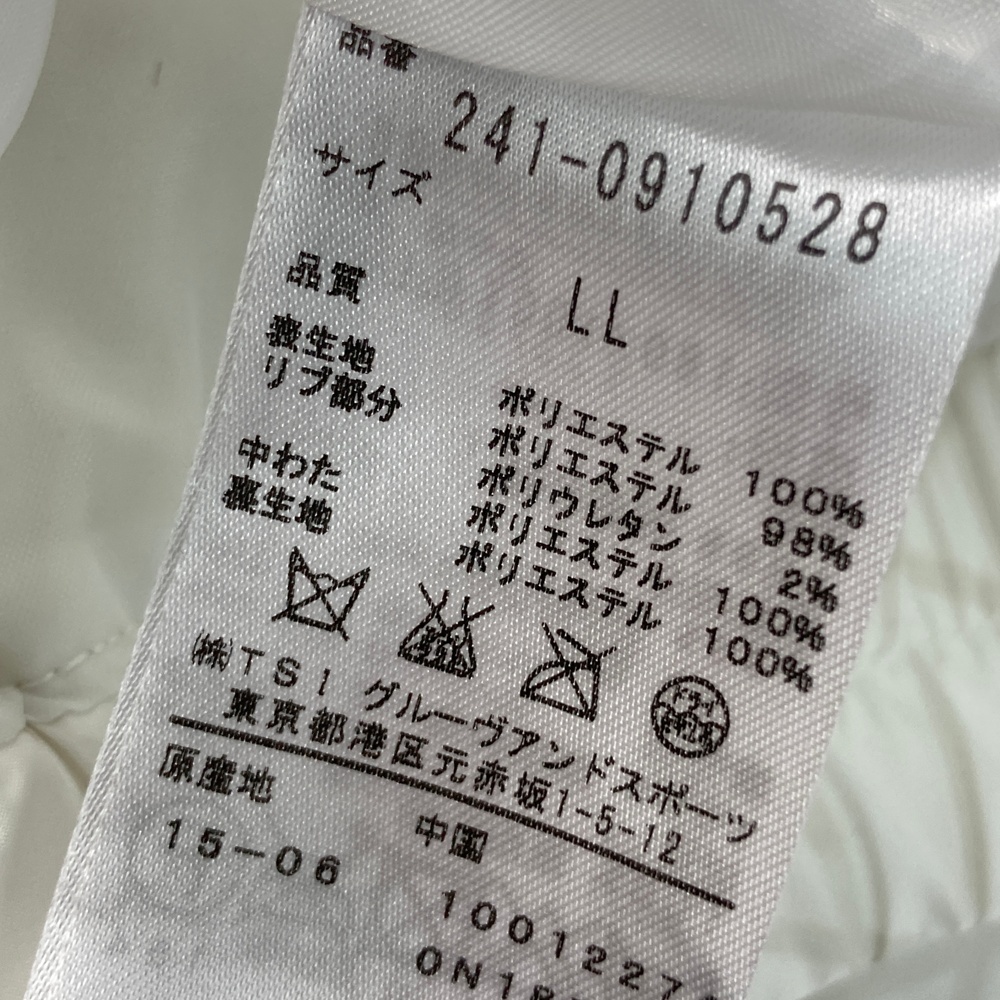 品番
241-0910528
サイズ
LL
品質
表生地 ポリエステル 100%
リブ部分 ポリエステル 98%
ポリウレタン 2%
中わた ポリエステル 100%
裏生地 ポリエステル 100%
(株)TSI グルーヴアンドスポーツ
東京都港区元赤坂1-5-12
原産地 中国
15-06